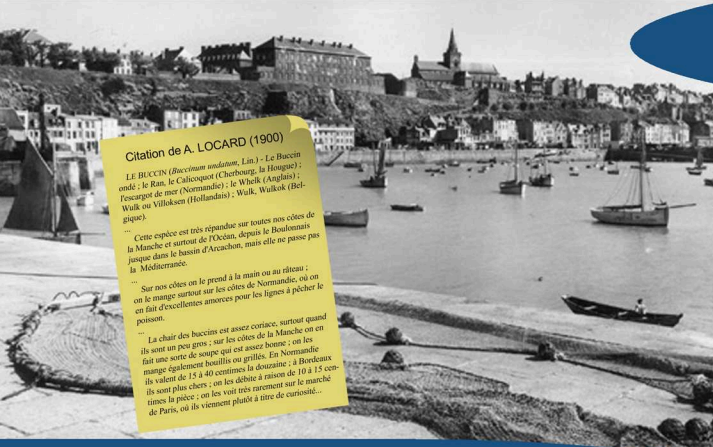 Citation de A. LOCARD (1900)
LE BUCCIN (Buccinum undatum, Lin.) - Le Buccin
ondé ; le Ran, le Calicoquot (Cherbourg, la Hougue) ;
l'escargot de mer (Normandie) ; le Whelk (Anglais) ;
Wulk ou Villoksen (Hollandais) ; Wulk, Wulkok (Bel-
gique).
...
Cette espèce est très répandue sur toutes nos côtes de
la Manche et surtout de l'Océan, depuis le Boulonnais
jusque dans le bassin d'Arcachon, mais elle ne passe pas
la Méditerranée.
...
Sur nos côtes on le prend à la main ou au râteau ;
on le mange surtout sur les côtes de Normandie, où on
en fait d'excellentes amorces pour les lignes à pêcher le
poisson.
...
La chair des buccins est assez coriace, surtout quand
ils sont un peu gros ; sur les côtes de la Manche on en
fait une sorte de soupe qui est assez bonne ; on les
mange également bouillis ou grillés. En Normandie
ils valent de 15 à 40 centimes la douzaine ; à Bordeaux
ils sont plus chers ; on les débite à raison de 10 à 15 cen-
times la pièce ; on les voit très rarement sur le marché
de Paris, où ils viennent plutôt à titre de curiosité...